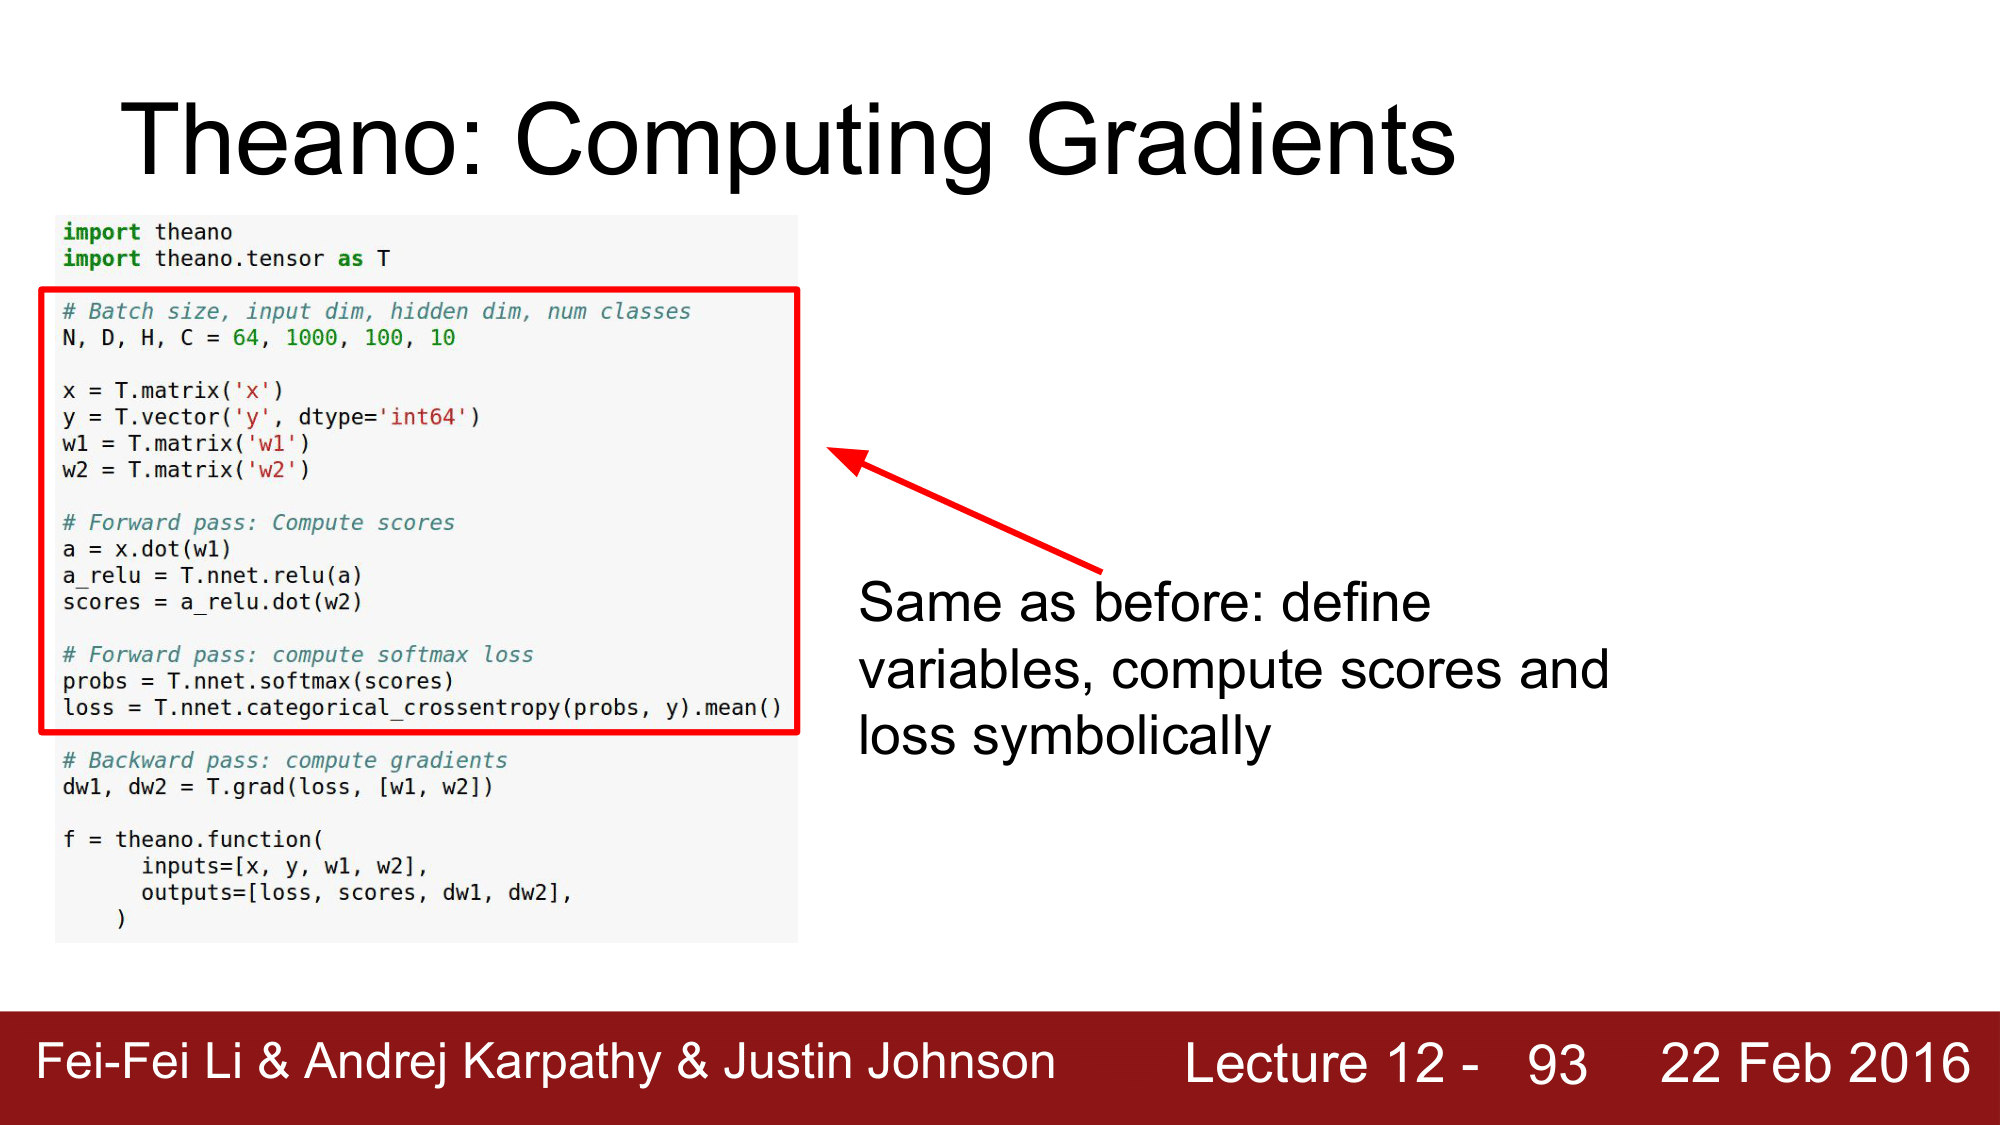 Theano: Computing Gradients
import theano
import theano.tensor as T
# Batch size, input dim, hidden dim, num classes
N, D, H, C = 64, 1000, 100, 10
x = T.matrix('x')
y = T.vector('y', dtype='int64')
w1 = T.matrix('w1')
w2 = T.matrix('w2')
# Forward pass: Compute scores
a = x.dot(w1)
a_relu = T.nnet.relu(a)
scores = a_relu.dot(w2)
# Forward pass: compute softmax loss
probs = T.nnet.softmax(scores)
loss = T.nnet.categorical_crossentropy(probs, y).mean()
# Backward pass: compute gradients
dw1, dw2 = T.grad(loss, [w1, w2])
f = theano.function(
inputs=[x, y, w1, w2],
outputs=[loss, scores, dw1, dw2],
)
Same as before: define
variables, compute scores and
loss symbolically
Fei-Fei Li & Andrej Karpathy & Justin Johnson Lecture 12 - 93 22 Feb 2016